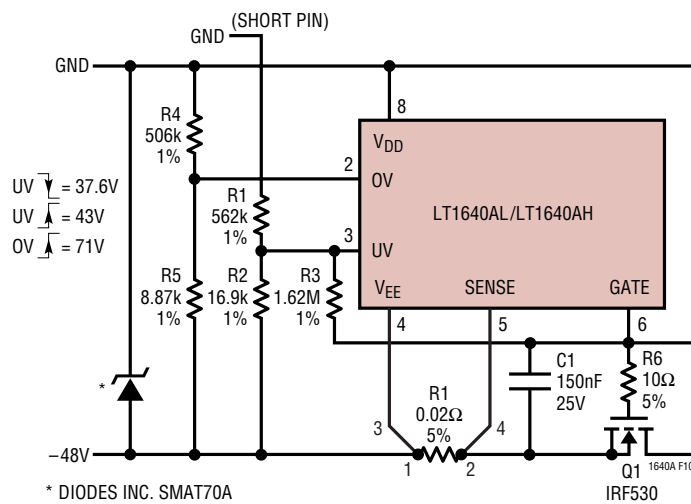 (SHORT PIN)
GND
GND
R4
506k
1%
8
VDD
2
OV
UV = 37.6V
UV = 43V
OV = 71V
R1
562k
1%
LT1640AL/LT1640AH
3
UV
R5
8.87k
1%
R2
16.9k
1%
R3
1.62M
1%
VEE
SENSE
GATE
4
5
6
C1
150nF
25V
R6
10Ω
5%
*
R1
0.02Ω
5%
3
4
–48V
1
2
Q1
IRF530
1640A F10
* DIODES INC. SMAT70A